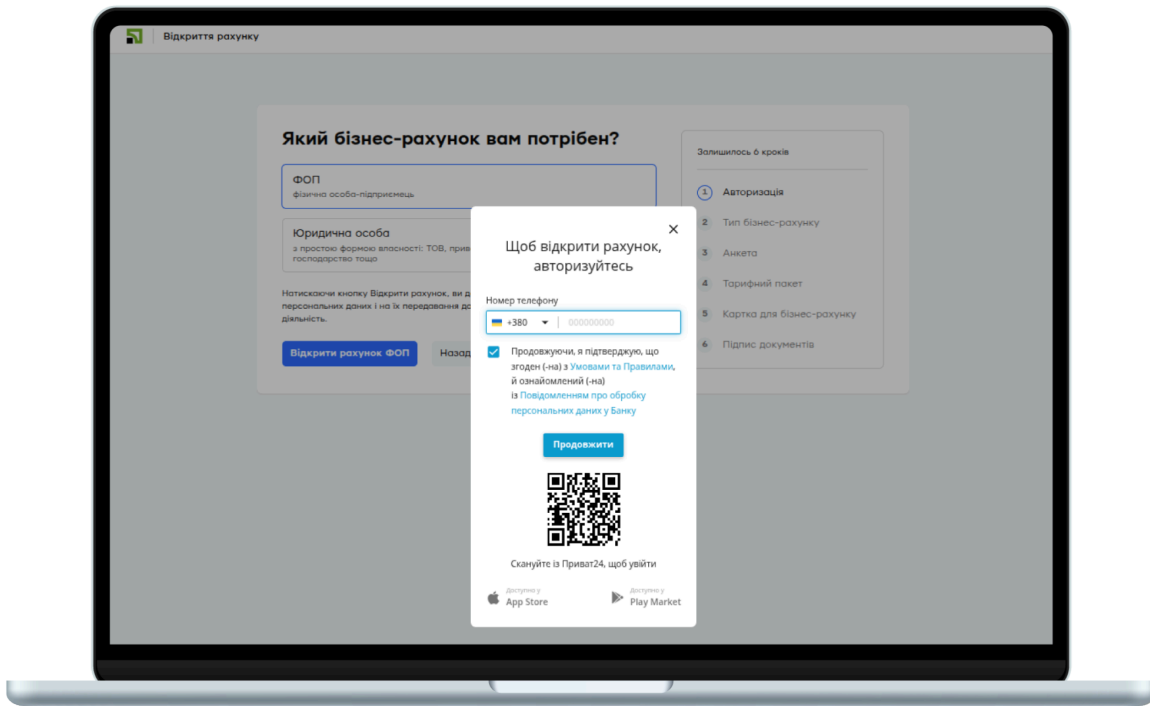 Відкриття рахунку
Який бізнес-рахунок вам потрібен?
ФОП
фізична особа-підприємець
Юридична особа
з простою формою власності: ТОВ, прив
господарство тощо
Натискаючи кнопку Відкрити рахунок, ви д
персональних даних і на їх передавання до
діяльність.
Відкрити рахунок ФОП
Назад
Залишилось 6 кроків
1 Авторизація
2 Тип бізнес-рахунку
3 Анкета
4 Тарифний пакет
5 Картка для бізнес-рахунку
6 Підпис документів
Щоб відкрити рахунок,
авторизуйтесь
Номер телефону
+380 000000000
Продовжуючи, я підтверджую, що
згоден (-на) з Умовами та Правилами,
й ознайомлений (-на)
із Повідомленням про обробку
персональних даних у Банку
Продовжити
Скануйте із Приват24, щоб увійти
Доступно у
App Store
Доступно у
Play Market